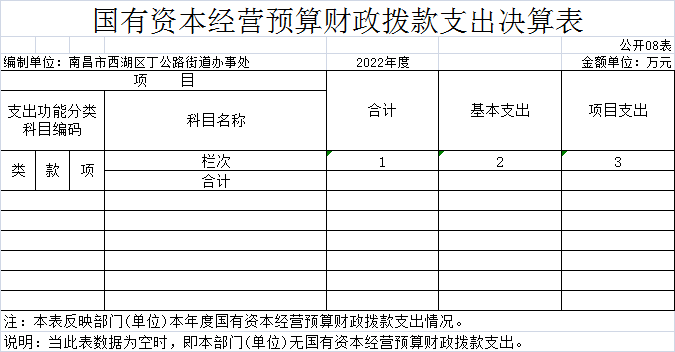 国有资本经营预算财政拨款支出决算表
公开08表
编制单位：南昌市西湖区丁公路街道办事处 2022年度 金额单位：万元
项 目
合计 基本支出 项目支出
支出功能分类
科目编码
科目名称
类 款 项
栏次 1 2 3
合计
注：本表反映部门(单位)本年度国有资本经营预算财政拨款支出情况。
说明：当此表数据为空时，即本部门(单位)无国有资本经营预算财政拨款支出。